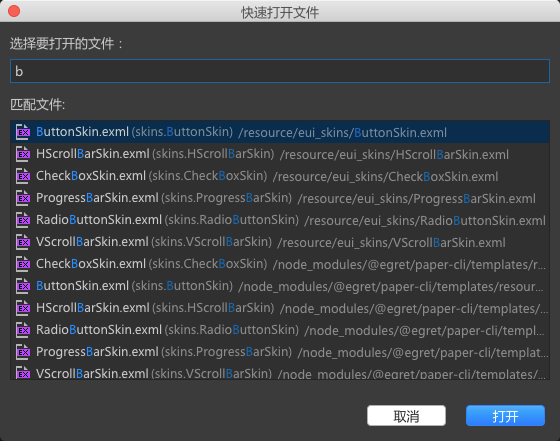 快速打开文件
选择要打开的文件：
b
匹配文件:
ButtonSkin.exml (skins.ButtonSkin) /resource/eui_skins/ButtonSkin.exml
HScrollBarSkin.exml (skins.HScrollBarSkin) /resource/eui_skins/HScrollBarSkin.exml
CheckBoxSkin.exml (skins.CheckBoxSkin) /resource/eui_skins/CheckBoxSkin.exml
ProgressBarSkin.exml (skins.ProgressBarSkin) /resource/eui_skins/ProgressBarSkin.exml
RadioButtonSkin.exml (skins.RadioButtonSkin) /resource/eui_skins/RadioButtonSkin.exml
VScrollBarSkin.exml (skins.VScrollBarSkin) /resource/eui_skins/VScrollBarSkin.exml
CheckBoxSkin.exml (skins.CheckBoxSkin) /node_modules/@egret/paper-cli/templates/r...
ButtonSkin.exml (skins.ButtonSkin) /node_modules/@egret/paper-cli/templates/resour...
HScrollBarSkin.exml (skins.HScrollBarSkin) /node_modules/@egret/paper-cli/templates/...
RadioButtonSkin.exml (skins.RadioButtonSkin) /node_modules/@egret/paper-cli/templ...
ProgressBarSkin.exml (skins.ProgressBarSkin) /node_modules/@egret/paper-cli/templat...
VScrollBarSkin.exml (skins.VScrollBarSkin) /node_modules/@egret/paper-cli/templates/...
取消 打开